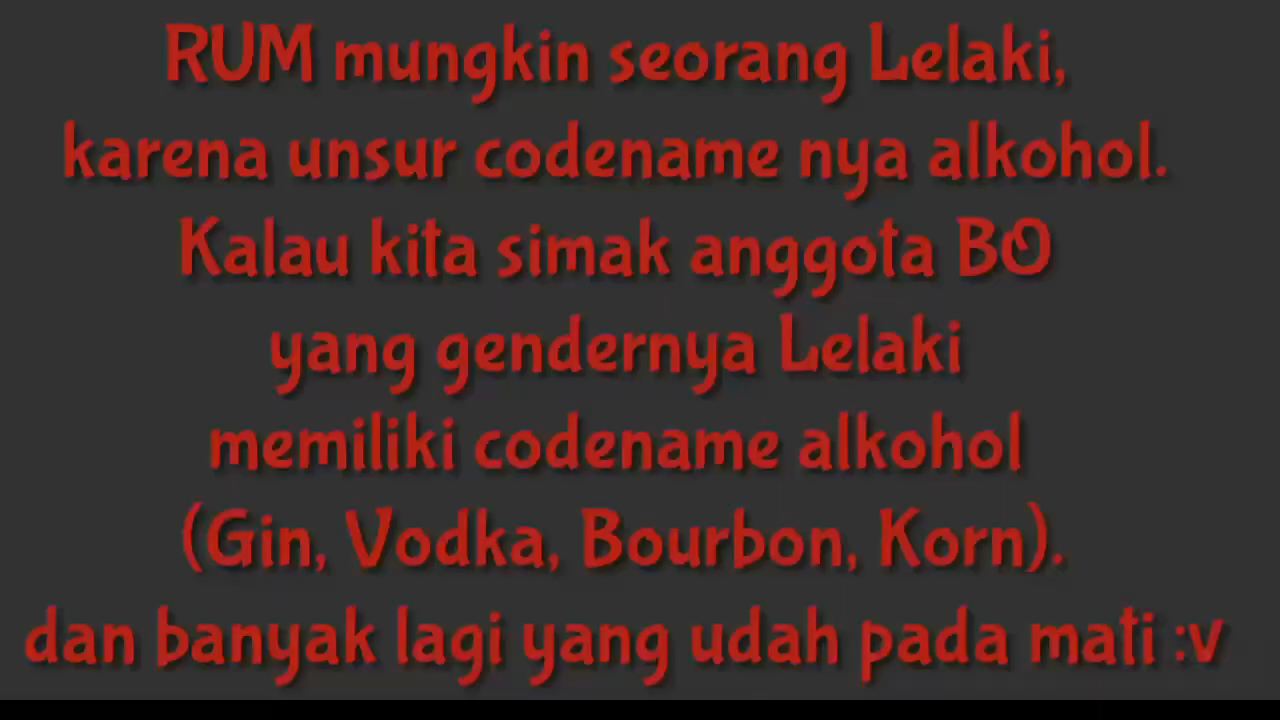 RUM mungkin seorang Lelaki,
karena unsur codename nya alkohol.
Kalau kita simak anggota BO
yang gendernya Lelaki
memiliki codename alkohol
(Gin, Vodka, Bourbon, Korn).
dan banyak lagi yang udah pada mati :v